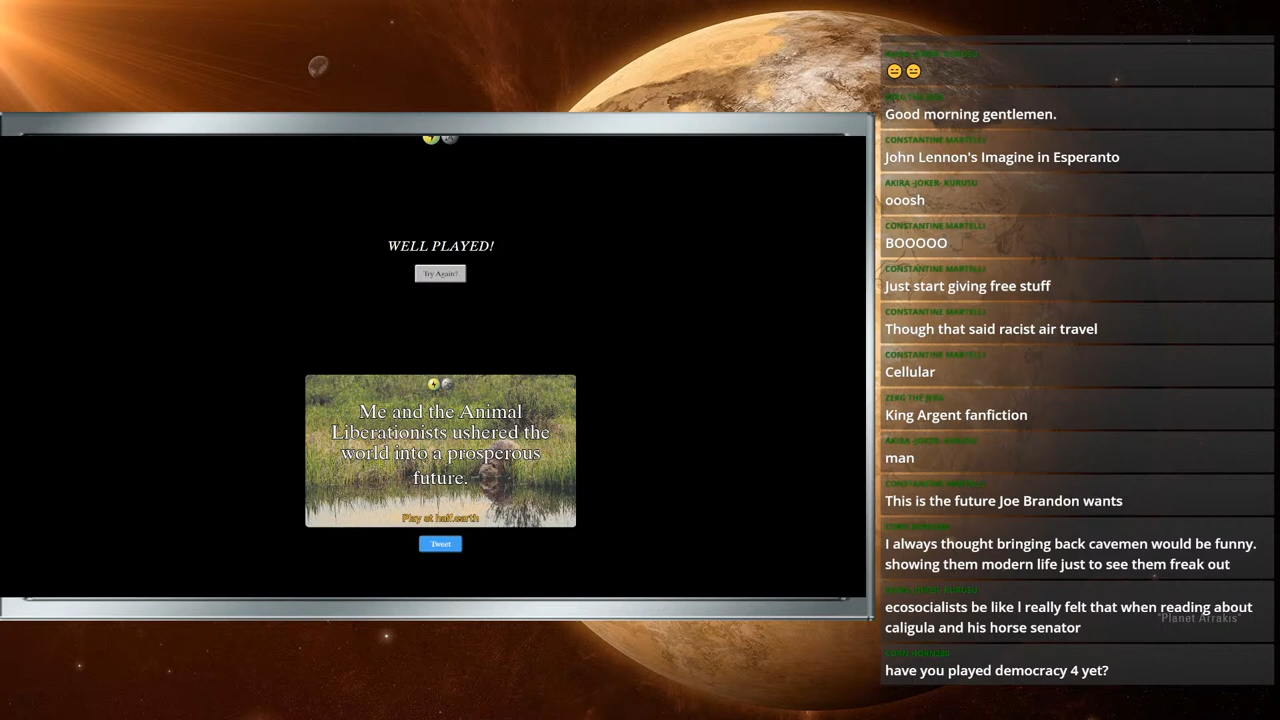 WELL PLAYED!
Try Again?
Me and the Animal
Liberationists ushered the
world into a prosperous
future.
Play at half.earth
Tweet
Good morning gentlemen.
CONSTANTINE MARTELLI
John Lennon's Imagine in Esperanto
AKIRA -JOKER- KURUSU
ooosh
CONSTANTINE MARTELLI
BOOOOO
CONSTANTINE MARTELLI
Just start giving free stuff
CONSTANTINE MARTELLI
Though that said racist air travel
CONSTANTINE MARTELLI
Cellular
ZERG THE JERK
King Argent fanfiction
AKIRA -JOKER- KURUSU
man
CONSTANTINE MARTELLI
This is the future Joe Brandon wants
I always thought bringing back cavemen would be funny.
showing them modern life just to see them freak out
AKIRA -JOKER- KURUSU
ecosocialists be like I really felt that when reading about
caligula and his horse senator
"Planet Arrakis"
have you played democracy 4 yet?